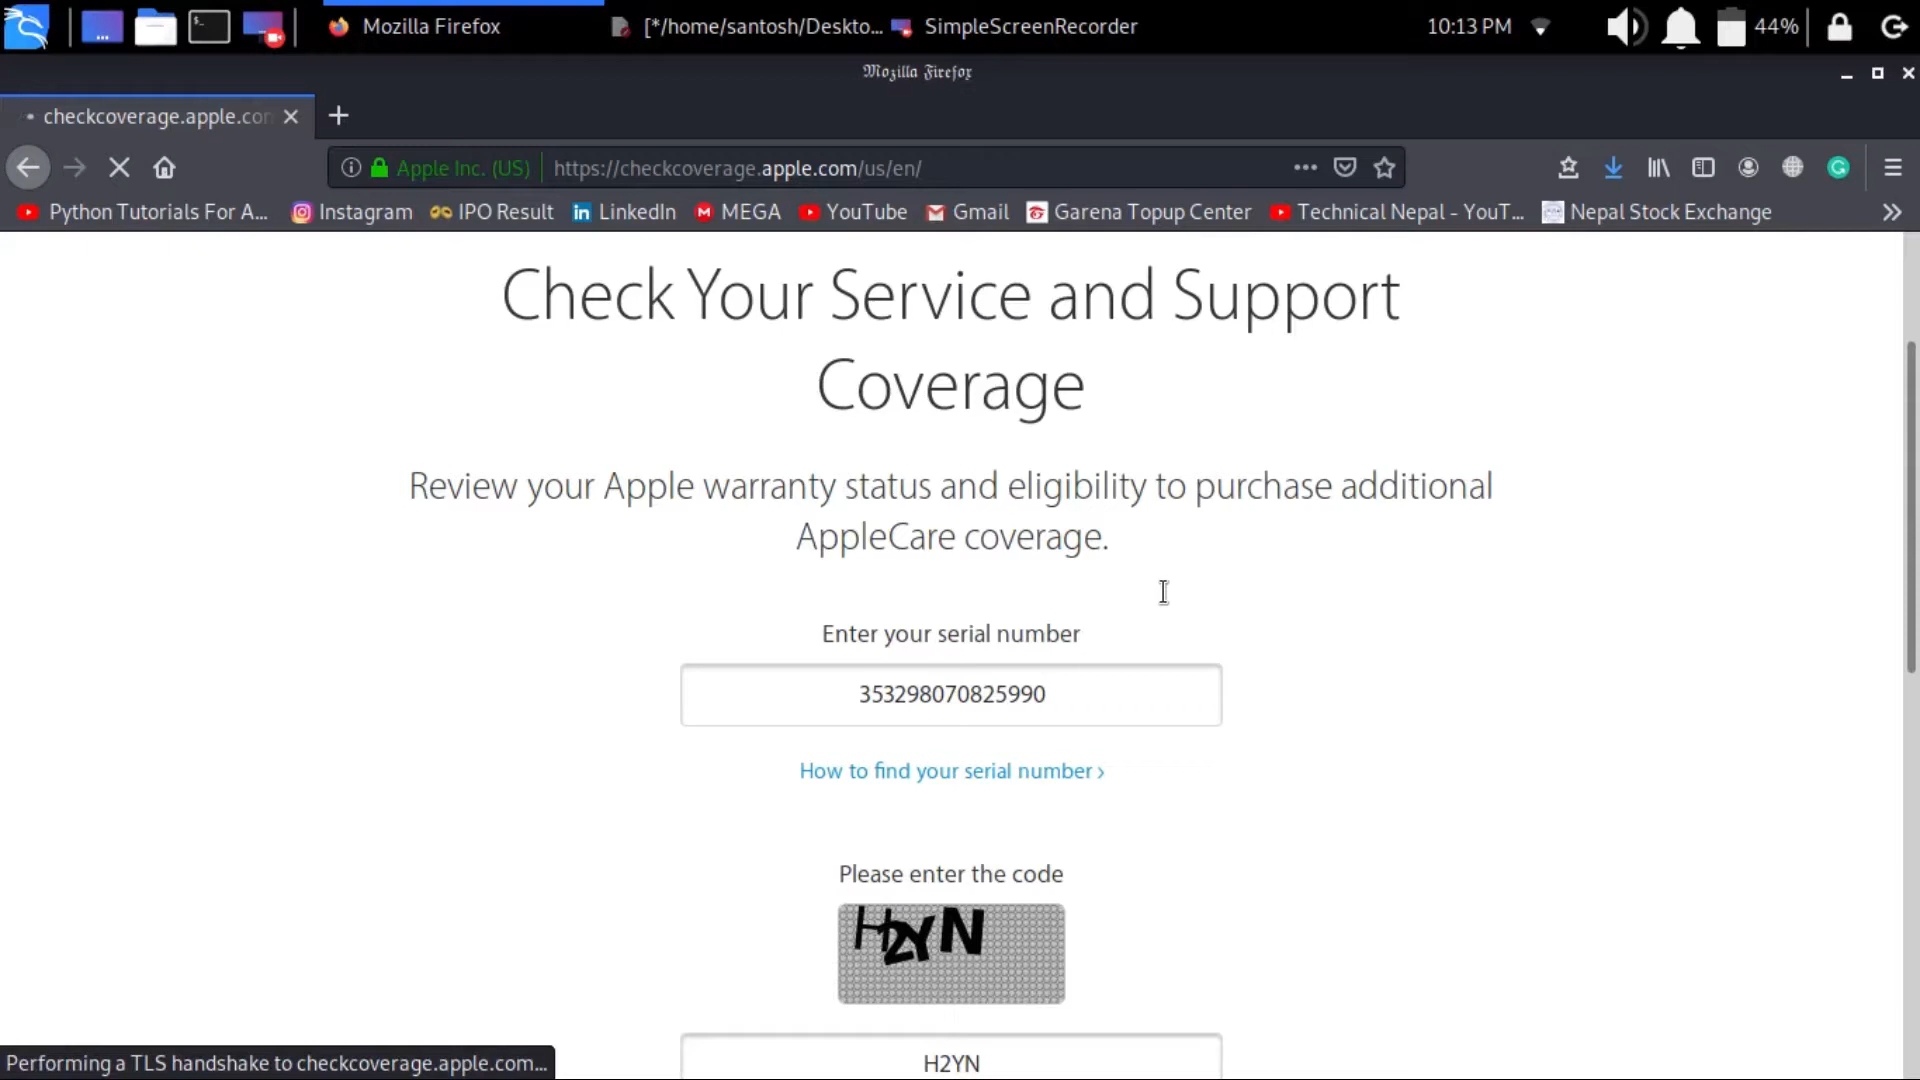 Mozilla Firefox
[*/home/santosh/Deskto...
SimpleScreenRecorder
10:13 PM
44%
Mozilla Firefox
checkcoverage.apple.com
Apple Inc. (US)
https://checkcoverage.apple.com/us/en/
Python Tutorials For A...
Instagram
IPO Result
LinkedIn
MEGA
YouTube
Gmail
Garena Topup Center
Technical Nepal - YouT...
Nepal Stock Exchange
Check Your Service and Support
Coverage
Review your Apple warranty status and eligibility to purchase additional
AppleCare coverage.
Enter your serial number
353298070825990
How to find your serial number ›
Please enter the code
H2YN
H2YN
Performing a TLS handshake to checkcoverage.apple.com...